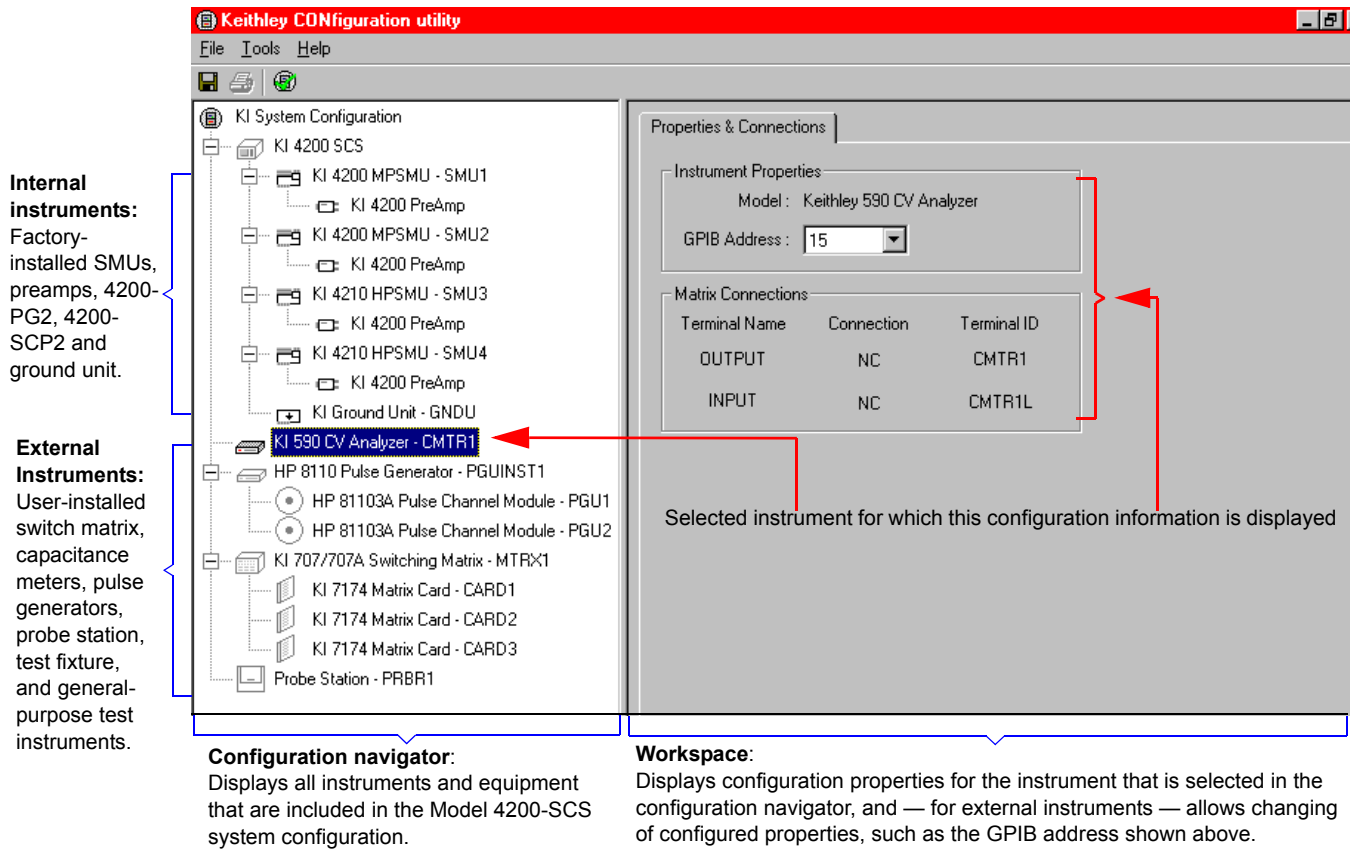 Keithley CONfiguration utility
File Tools Help
KI System Configuration
KI 4200 SCS
KI 4200 MPSMU - SMU1
KI 4200 PreAmp
KI 4200 MPSMU - SMU2
KI 4200 PreAmp
KI 4210 HPSMU - SMU3
KI 4200 PreAmp
KI 4210 HPSMU - SMU4
KI 4200 PreAmp
KI Ground Unit - GNDU
KI 590 CV Analyzer - CMTR1
HP 8110 Pulse Generator - PGUINST1
HP 81103A Pulse Channel Module - PGU1
HP 81103A Pulse Channel Module - PGU2
KI 707/707A Switching Matrix - MTRX1
KI 7174 Matrix Card - CARD1
KI 7174 Matrix Card - CARD2
KI 7174 Matrix Card - CARD3
Probe Station - PRBR1
Properties & Connections
Instrument Properties
Model : Keithley 590 CV Analyzer
GPIB Address : 15
Matrix Connections
Terminal Name Connection Terminal ID
OUTPUT NC CMTR1
INPUT NC CMTR1L
Selected instrument for which this configuration information is displayed
Internal
instruments:
Factory-
installed SMUs,
preamps, 4200-
PG2, 4200-
SCP2 and
ground unit.
External
Instruments:
User-installed
switch matrix,
capacitance
meters, pulse
generators,
probe station,
test fixture,
and general-
purpose test
instruments.
Configuration navigator:
Displays all instruments and equipment
that are included in the Model 4200-SCS
system configuration.
Workspace:
Displays configuration properties for the instrument that is selected in the
configuration navigator, and — for external instruments — allows changing
of configured properties, such as the GPIB address shown above.